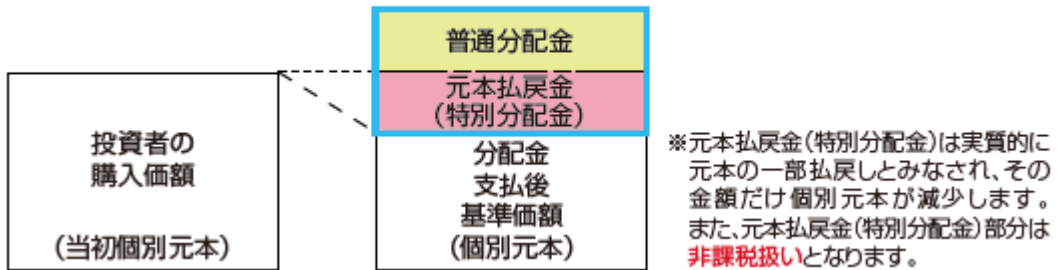 普通分配金
元本払戻金
(特別分配金)
投資者の
購入価額
(当初個別元本)
分配金
支払後
基準価額
(個別元本)
※元本払戻金(特別分配金)は実質的に
元本の一部払戻しとみなされ、その
金額だけ個別元本が減少します。
また、元本払戻金(特別分配金)部分は
非課税扱いとなります。